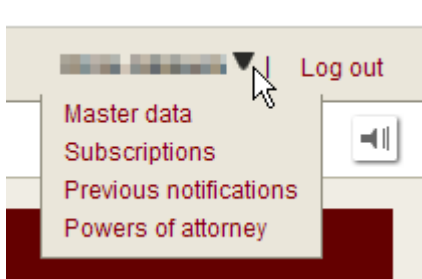 | Log out
Master data
Subscriptions
Previous notifications
Powers of attorney